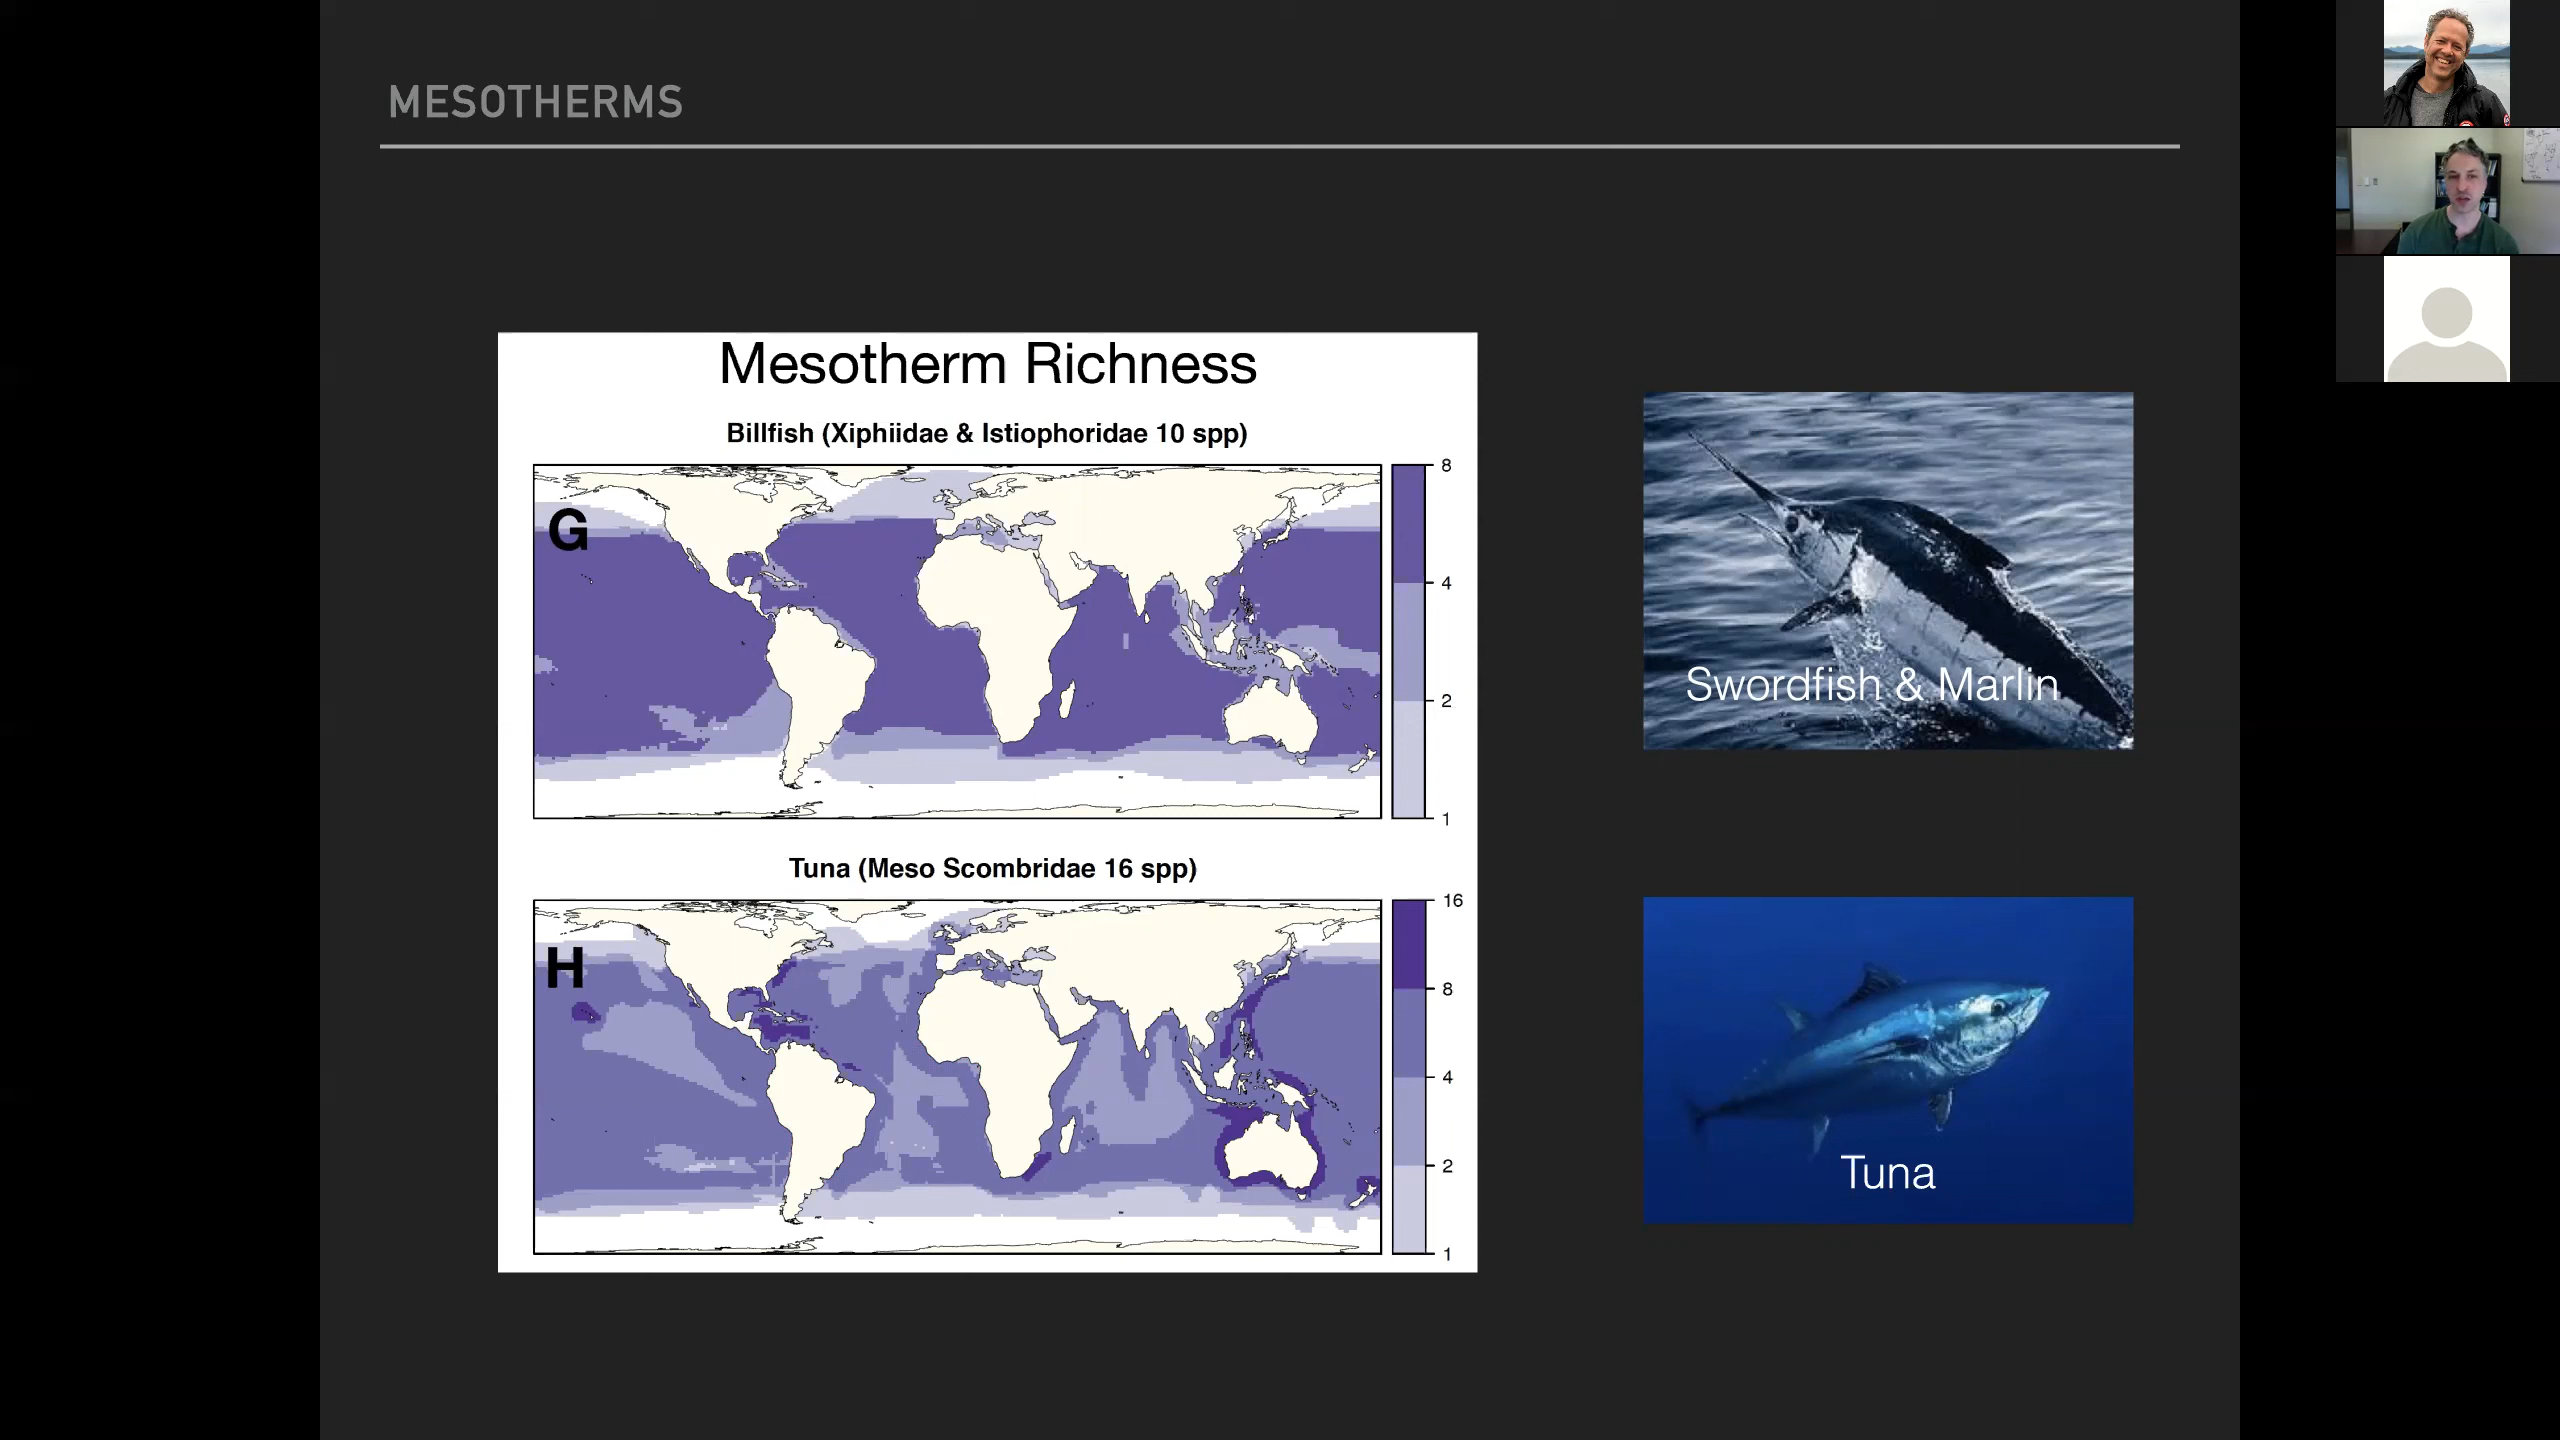 MESOTHERMS
Mesotherm Richness
Billfish (Xiphiidae & Istiophoridae 10 spp)
G
8
4
2
1
Tuna (Meso Scombridae 16 spp)
H
16
8
4
2
1
Swordfish & Marlin
Tuna